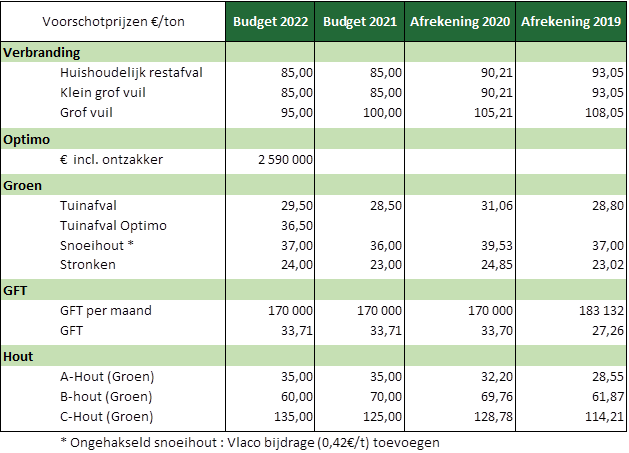 Voorschotprijzen €/ton Budget 2022 Budget 2021 Afrekening 2020 Afrekening 2019
Verbranding
Huishoudelijk restafval 85,00 85,00 90,21 93,05
Klein grof vuil 85,00 85,00 90,21 93,05
Grof vuil 95,00 100,00 105,21 108,05
Optimo
€ incl. ontzakker 2 590 000
Groen
Tuinafval 29,50 28,50 31,06 28,80
Tuinafval Optimo 36,50
Snoeihout * 37,00 36,00 39,53 37,00
Stronken 24,00 23,00 24,85 23,02
GFT
GFT per maand 170 000 170 000 170 000 183 132
GFT 33,71 33,71 33,70 27,26
Hout
A-Hout (Groen) 35,00 35,00 32,20 28,55
B-hout (Groen) 60,00 70,00 69,76 61,87
C-Hout (Groen) 135,00 125,00 128,78 114,21
* Ongehakseld snoeihout : Vlaco bijdrage (0,42€/t) toevoegen